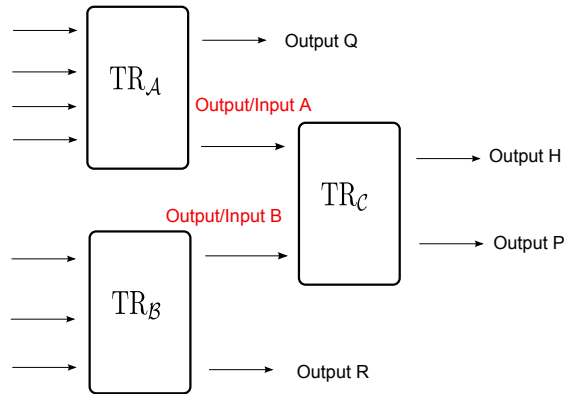 Output Q
TR𝒜
Output/Input A
Output H
TR𝒞
Output/Input B
Output P
TRℬ
Output R